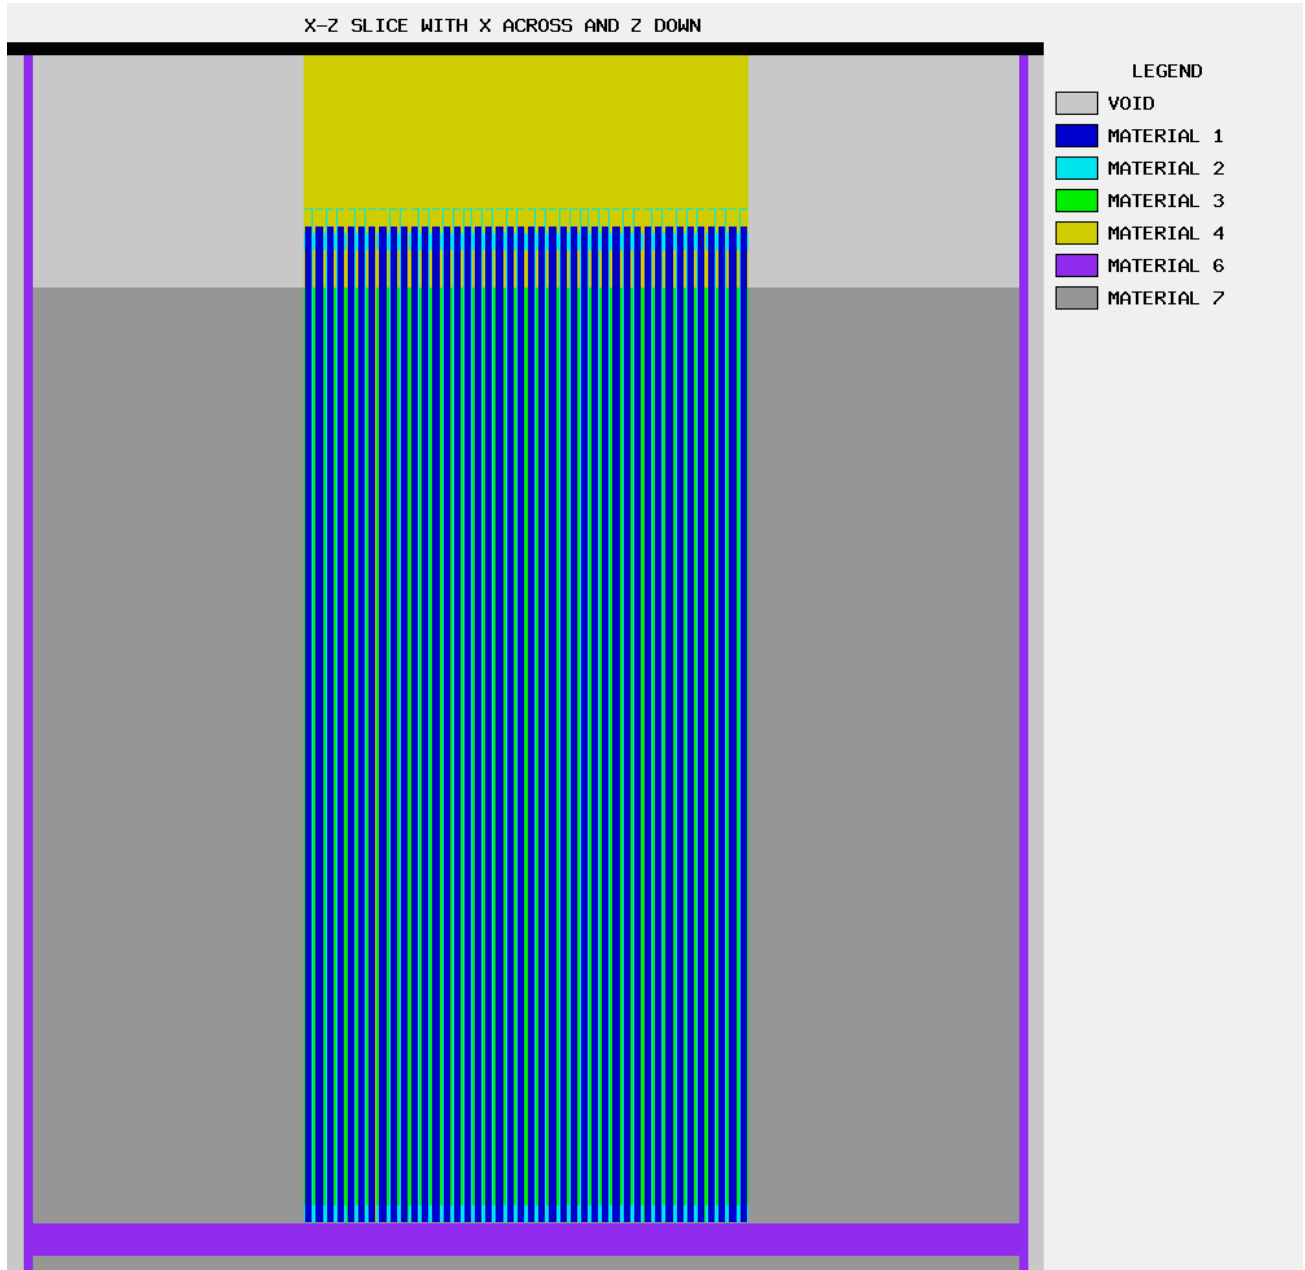 X-Z SLICE WITH X ACROSS AND Z DOWN
LEGEND
VOID
MATERIAL 1
MATERIAL 2
MATERIAL 3
MATERIAL 4
MATERIAL 6
MATERIAL 7